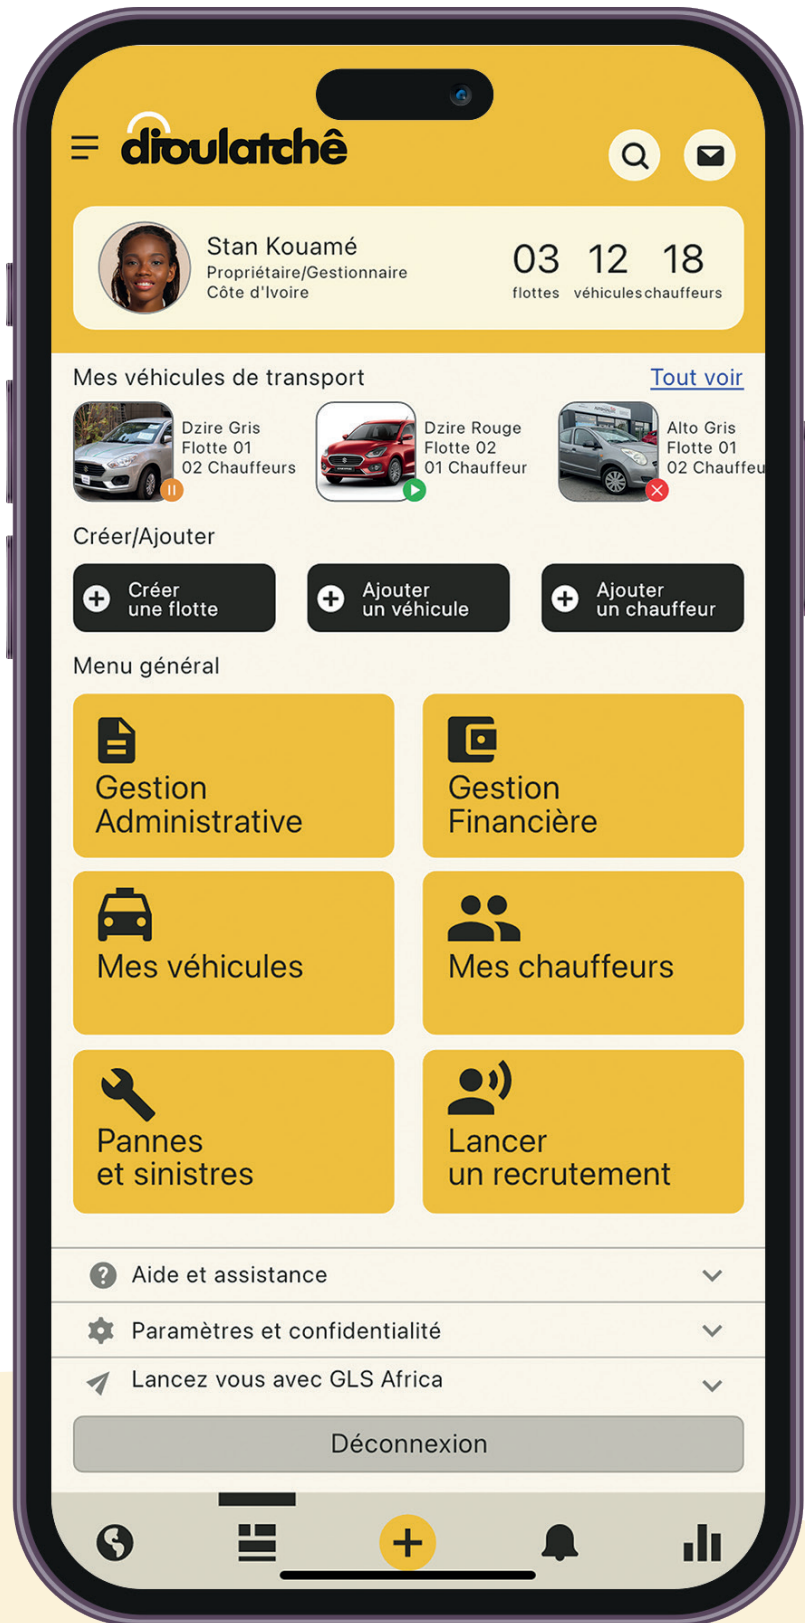 dioulatchê
Stan Kouamé
Propriétaire/Gestionnaire
Côte d'Ivoire
03 12 18
flottes véhicules chauffeurs
Mes véhicules de transport
Tout voir
Dzire Gris
Flotte 01
02 Chauffeurs
Dzire Rouge
Flotte 02
01 Chauffeur
Alto Gris
Flotte 01
02 Chauffeu
Créer/Ajouter
Créer
une flotte
Ajouter
un véhicule
Ajouter
un chauffeur
Menu général
Gestion
Administrative
Gestion
Financière
Mes véhicules
Mes chauffeurs
Pannes
et sinistres
Lancer
un recrutement
Aide et assistance
Paramètres et confidentialité
Lancez vous avec GLS Africa
Déconnexion